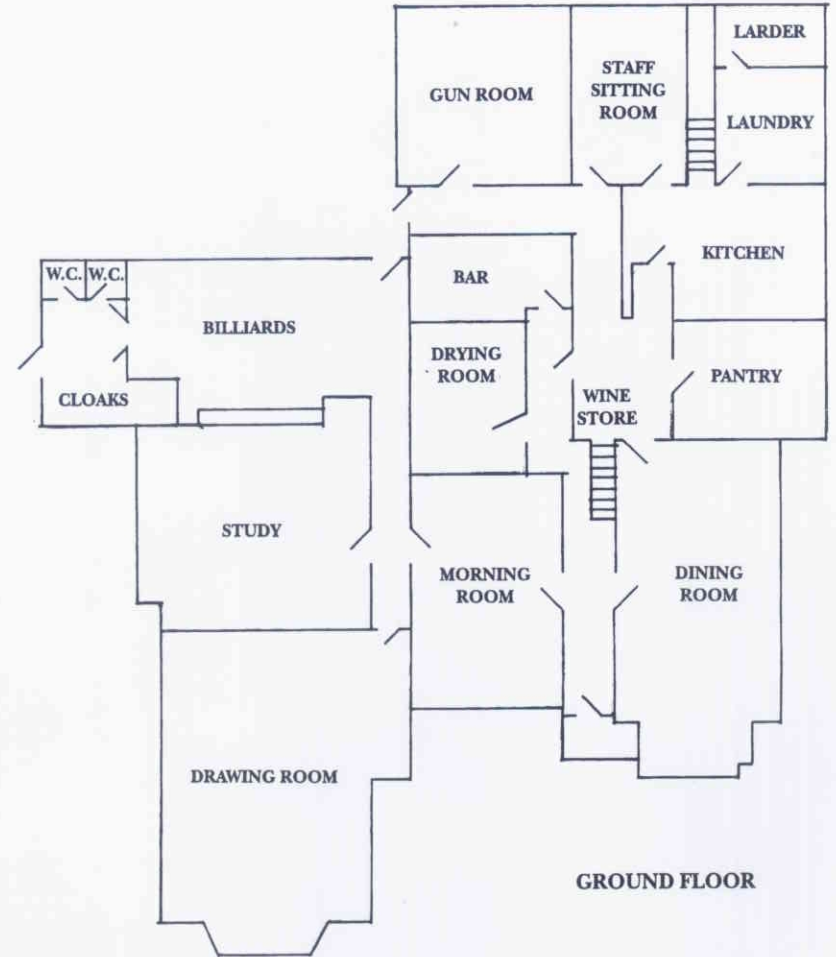 LARDER
GUN ROOM
STAFF
SITTING
ROOM
LAUNDRY
W.C.
W.C.
BAR
KITCHEN
BILLIARDS
DRYING
ROOM
PANTRY
CLOAKS
WINE
STORE
STUDY
MORNING
ROOM
DINING
ROOM
DRAWING ROOM
GROUND FLOOR